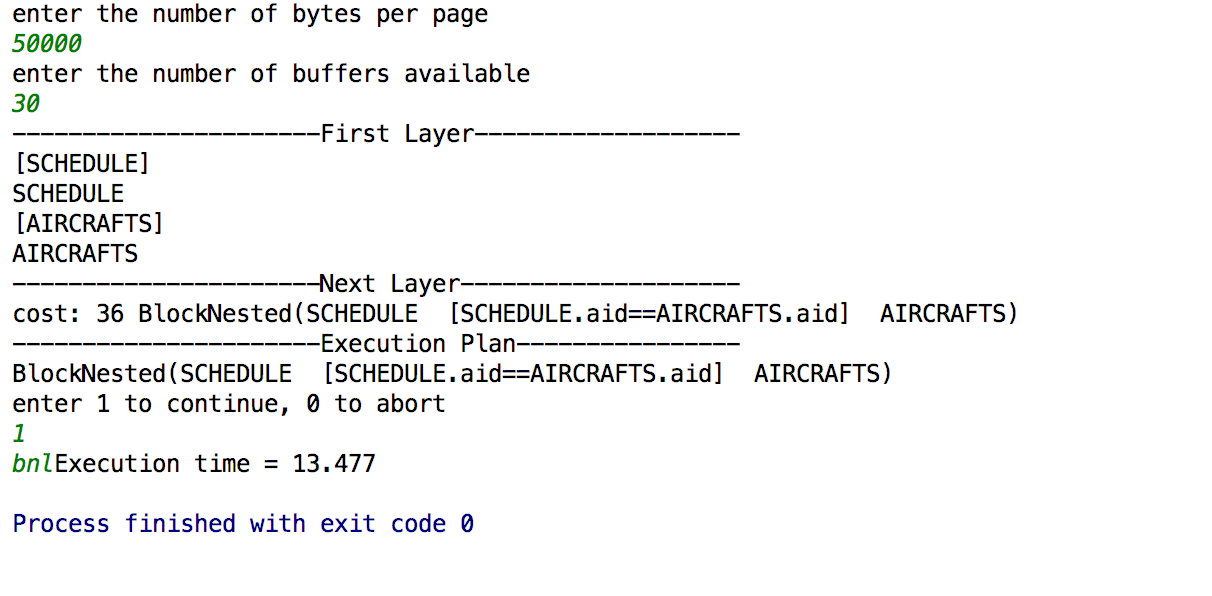 enter the number of bytes per page
50000
enter the number of buffers available
30
----------------------First Layer-------------------
[SCHEDULE]
SCHEDULE
[AIRCRAFTS]
AIRCRAFTS
----------------------Next Layer--------------------
cost: 36 BlockNested(SCHEDULE  [SCHEDULE.aid==AIRCRAFTS.aid]  AIRCRAFTS)
----------------------Execution Plan----------------
BlockNested(SCHEDULE  [SCHEDULE.aid==AIRCRAFTS.aid]  AIRCRAFTS)
enter 1 to continue, 0 to abort
1
bnlExecution time = 13.477
Process finished with exit code 0